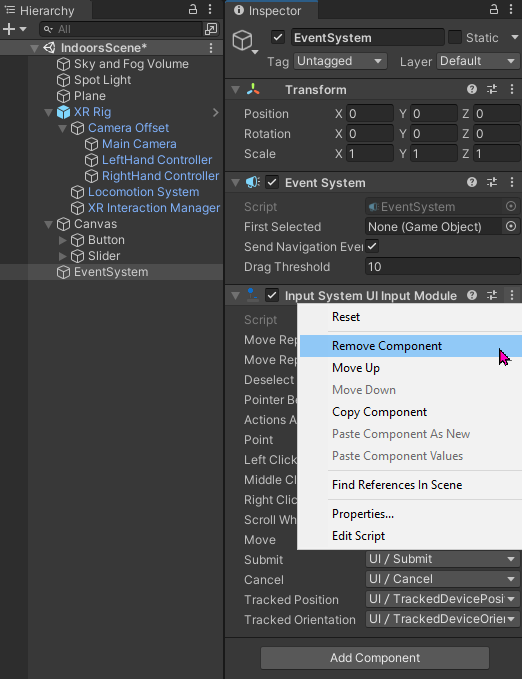 Hierarchy
All
IndoorsScene*
Sky and Fog Volume
Spot Light
Plane
XR Rig
Camera Offset
Main Camera
LeftHand Controller
RightHand Controller
Locomotion System
XR Interaction Manager
Canvas
Button
Slider
EventSystem
Inspector
EventSystem Static
Tag Untagged Layer Default
Transform
Position X 0 Y 0 Z 0
Rotation X 0 Y 0 Z 0
Scale X 1 Y 1 Z 1
Event System
Script EventSystem
First Selected None (Game Object)
Send Navigation Ever
Drag Threshold 10
Input System UI Input Module
Script
Move Rep
Move Rep
Deselect
Pointer Be
Actions A
Point
Left Click
Middle Cl
Right Clic
Scroll Wh
Move
Reset
Remove Component
Move Up
Move Down
Copy Component
Paste Component As New
Paste Component Values
Find References In Scene
Properties...
Edit Script
Submit UI / Submit
Cancel UI / Cancel
Tracked Position UI / TrackedDevicePosi
Tracked Orientation UI / TrackedDeviceOrie
Add Component